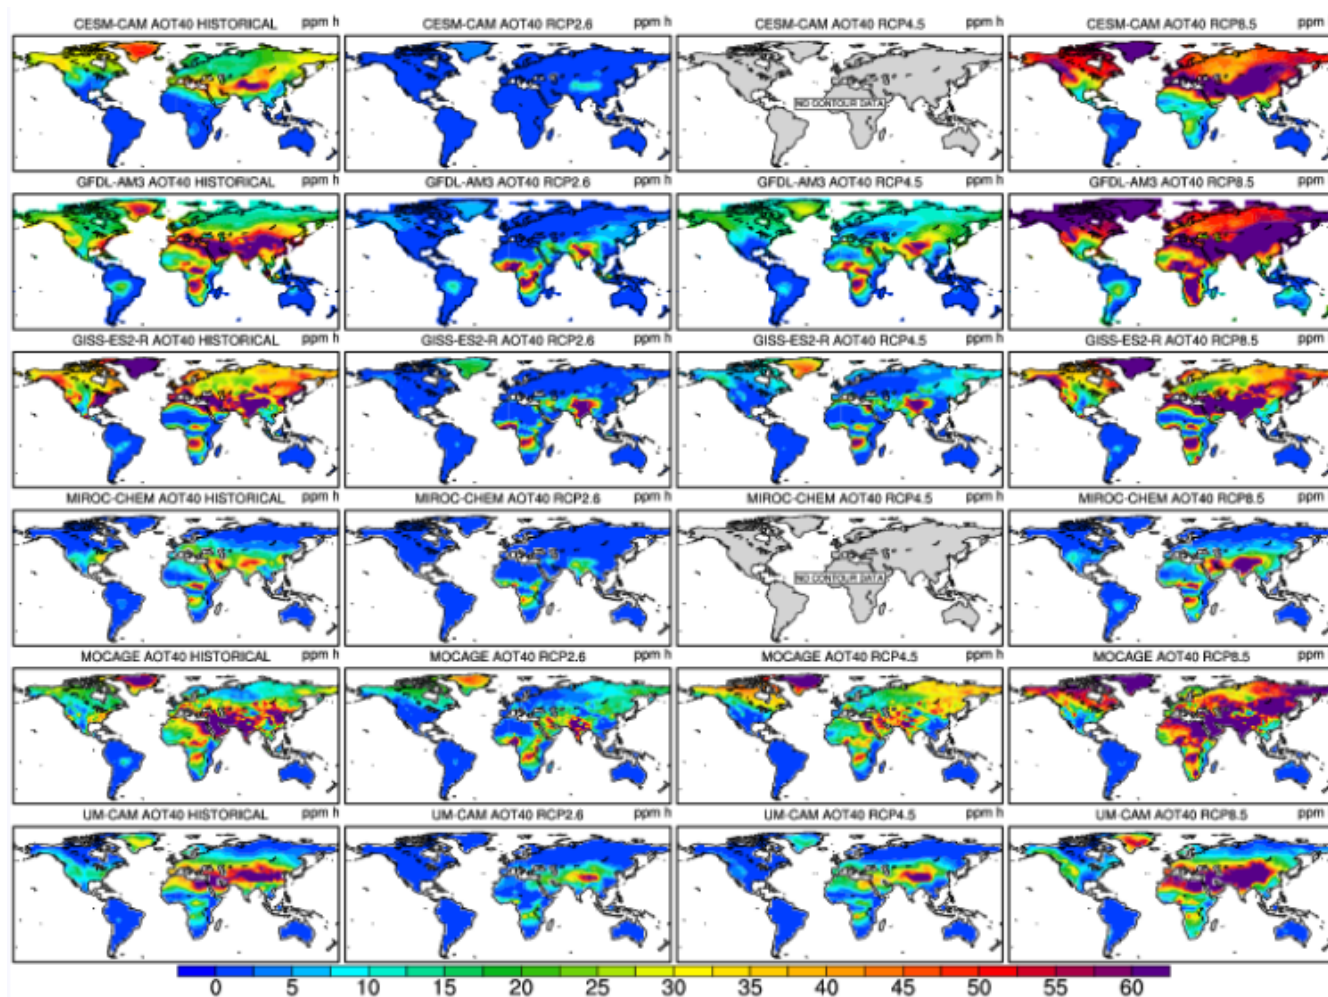 CESM-CAM AOT40 HISTORICAL ppm h CESM-CAM AOT40 RCP2.6 ppm h CESM-CAM AOT40 RCP4.5 ppm h CESM-CAM AOT40 RCP8.5 ppm
NO CONTOUR DATA
GFDL-AM3 AOT40 HISTORICAL ppm h GFDL-AM3 AOT40 RCP2.6 ppm h GFDL-AM3 AOT40 RCP4.5 ppm h GFDL-AM3 AOT40 RCP8.5 ppm
GISS-ES2-R AOT40 HISTORICAL ppm h GISS-ES2-R AOT40 RCP2.6 ppm h GISS-ES2-R AOT40 RCP4.5 ppm h GISS-ES2-R AOT40 RCP8.5 ppm
MIROC-CHEM AOT40 HISTORICAL ppm h MIROC-CHEM AOT40 RCP2.6 ppm h MIROC-CHEM AOT40 RCP4.5 ppm h MIROC-CHEM AOT40 RCP8.5 ppm
NO CONTOUR DATA
MOCAGE AOT40 HISTORICAL ppm h MOCAGE AOT40 RCP2.6 ppm h MOCAGE AOT40 RCP4.5 ppm h MOCAGE AOT40 RCP8.5 ppm
UM-CAM AOT40 HISTORICAL ppm h UM-CAM AOT40 RCP2.6 ppm h UM-CAM AOT40 RCP4.5 ppm h UM-CAM AOT40 RCP8.5 ppm
0 5 10 15 20 25 30 35 40 45 50 55 60